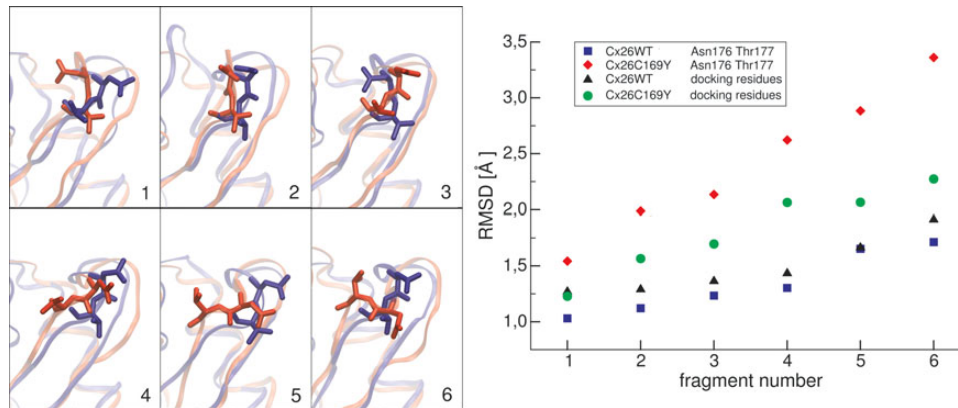 1
2
3
4
5
6
3,5
3,0
2,5
2,0
1,5
1,0
RMSD [Å]
Cx26WT Asn176 Thr177
Cx26C169Y Asn176 Thr177
Cx26WT docking residues
Cx26C169Y docking residues
1 2 3 4 5 6
fragment number